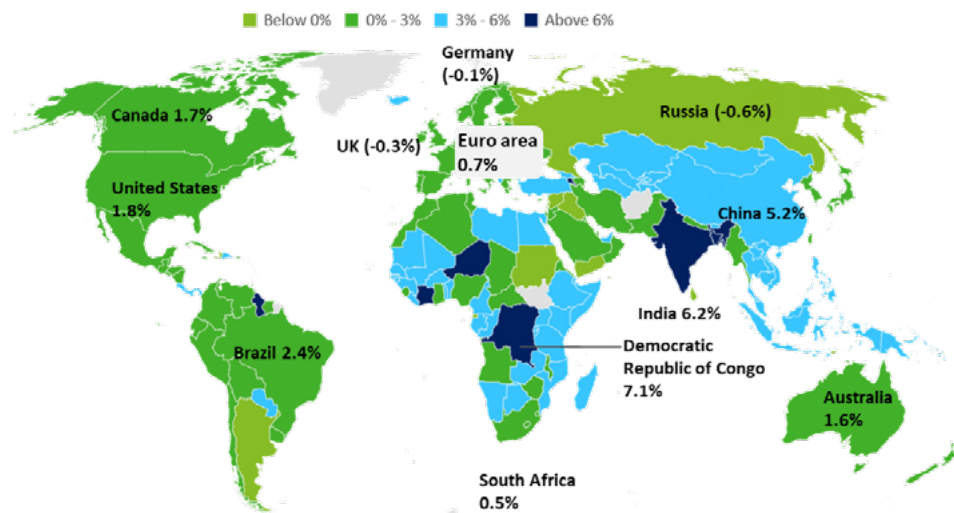 Below 0% 0% - 3% 3% - 6% Above 6%
Germany
(-0.1%)
Canada 1.7%
Russia (-0.6%)
UK (-0.3%)
Euro area
0.7%
United States
1.8%
China 5.2%
India 6.2%
Brazil 2.4%
Democratic
Republic of Congo
7.1%
Australia
1.6%
South Africa
0.5%